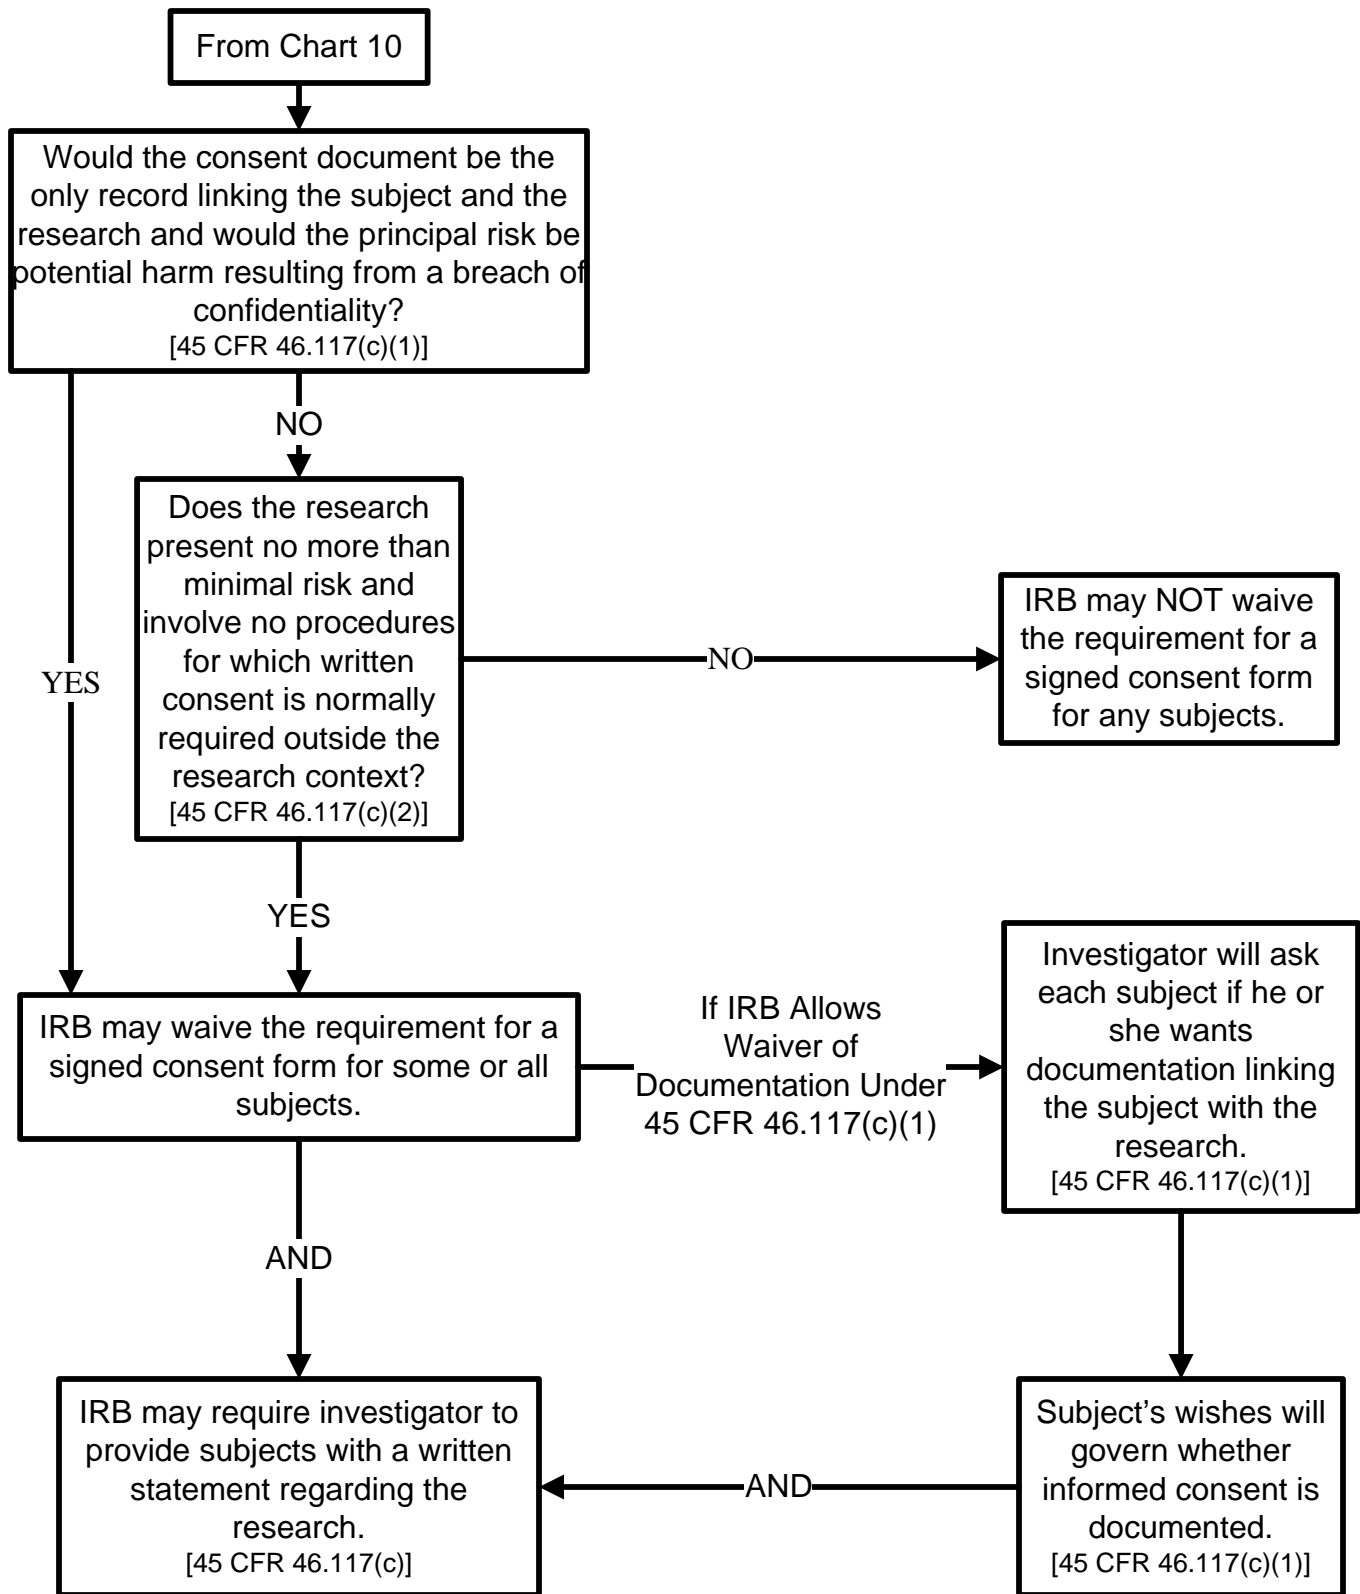 From Chart 10
Would the consent document be the
only record linking the subject and the
research and would the principal risk be
potential harm resulting from a breach of
confidentiality?
[45 CFR 46.117(c)(1)]
NO
YES
Does the research
present no more than
minimal risk and
involve no procedures
for which written
consent is normally
required outside the
research context?
[45 CFR 46.117(c)(2)]
NO
IRB may NOT waive
the requirement for a
signed consent form
for any subjects.
YES
IRB may waive the requirement for a
signed consent form for some or all
subjects.
If IRB Allows
Waiver of
Documentation Under
45 CFR 46.117(c)(1)
Investigator will ask
each subject if he or
she wants
documentation linking
the subject with the
research.
[45 CFR 46.117(c)(1)]
AND
IRB may require investigator to
provide subjects with a written
statement regarding the
research.
[45 CFR 46.117(c)]
AND
Subject’s wishes will
govern whether
informed consent is
documented.
[45 CFR 46.117(c)(1)]